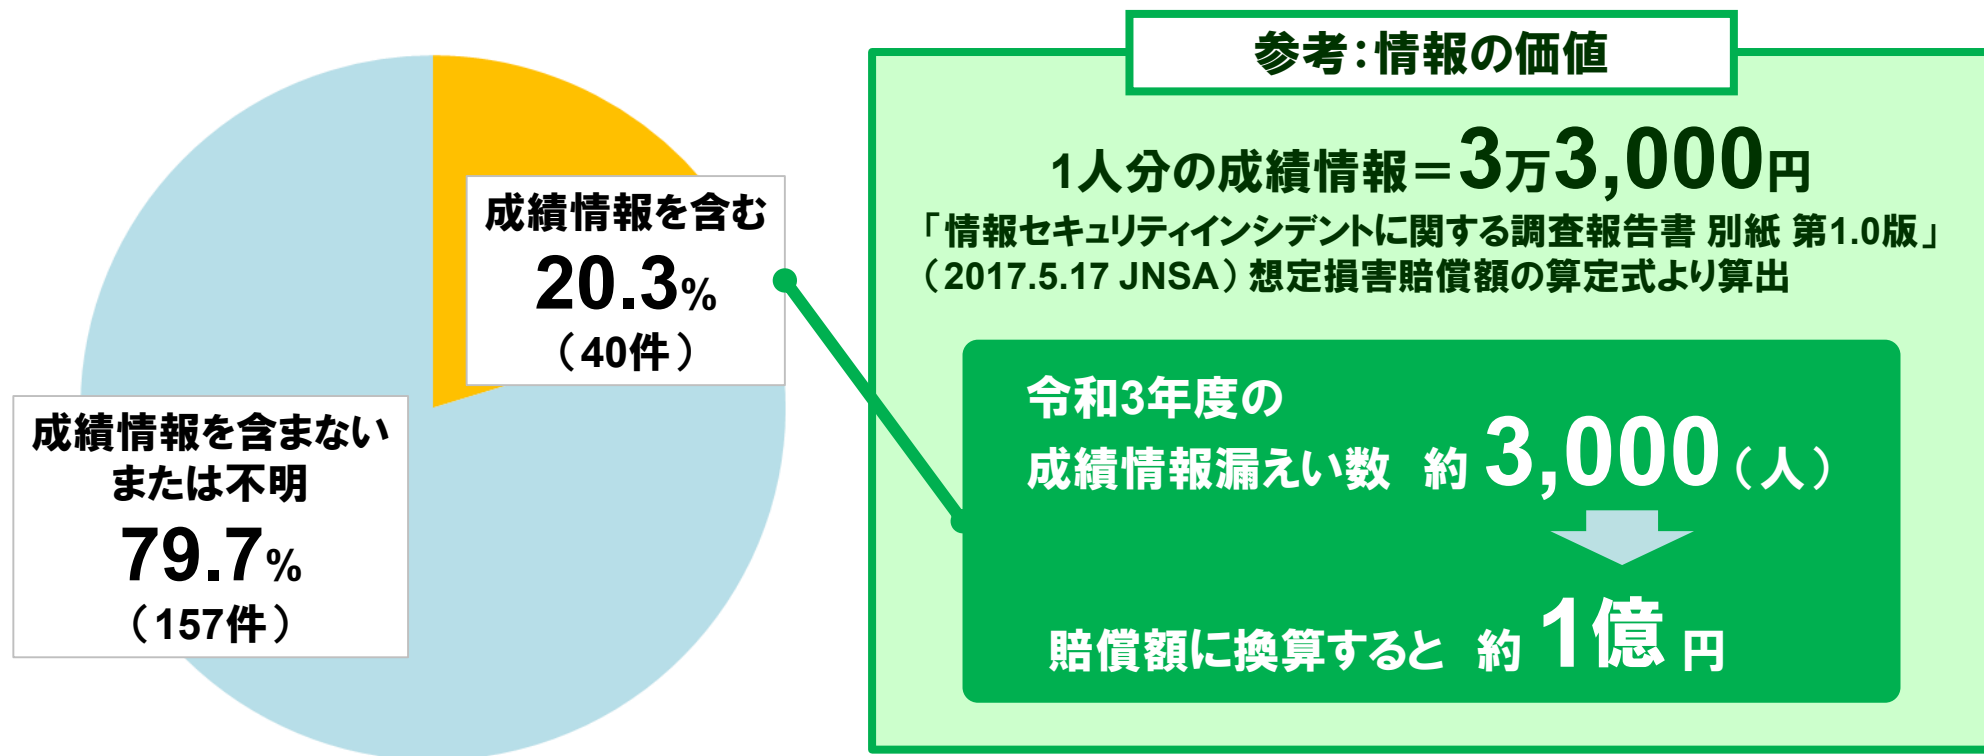 成績情報を含む
20.3%
（40件）
成績情報を含まない
または不明
79.7%
（157件）
参考：情報の価値
1人分の成績情報＝3万3,000円
「情報セキュリティインシデントに関する調査報告書 別紙 第1.0版」
（2017.5.17 JNSA）想定損害賠償額の算定式より算出
令和3年度の
成績情報漏えい数 約 3,000（人）
賠償額に換算すると 約 1億 円